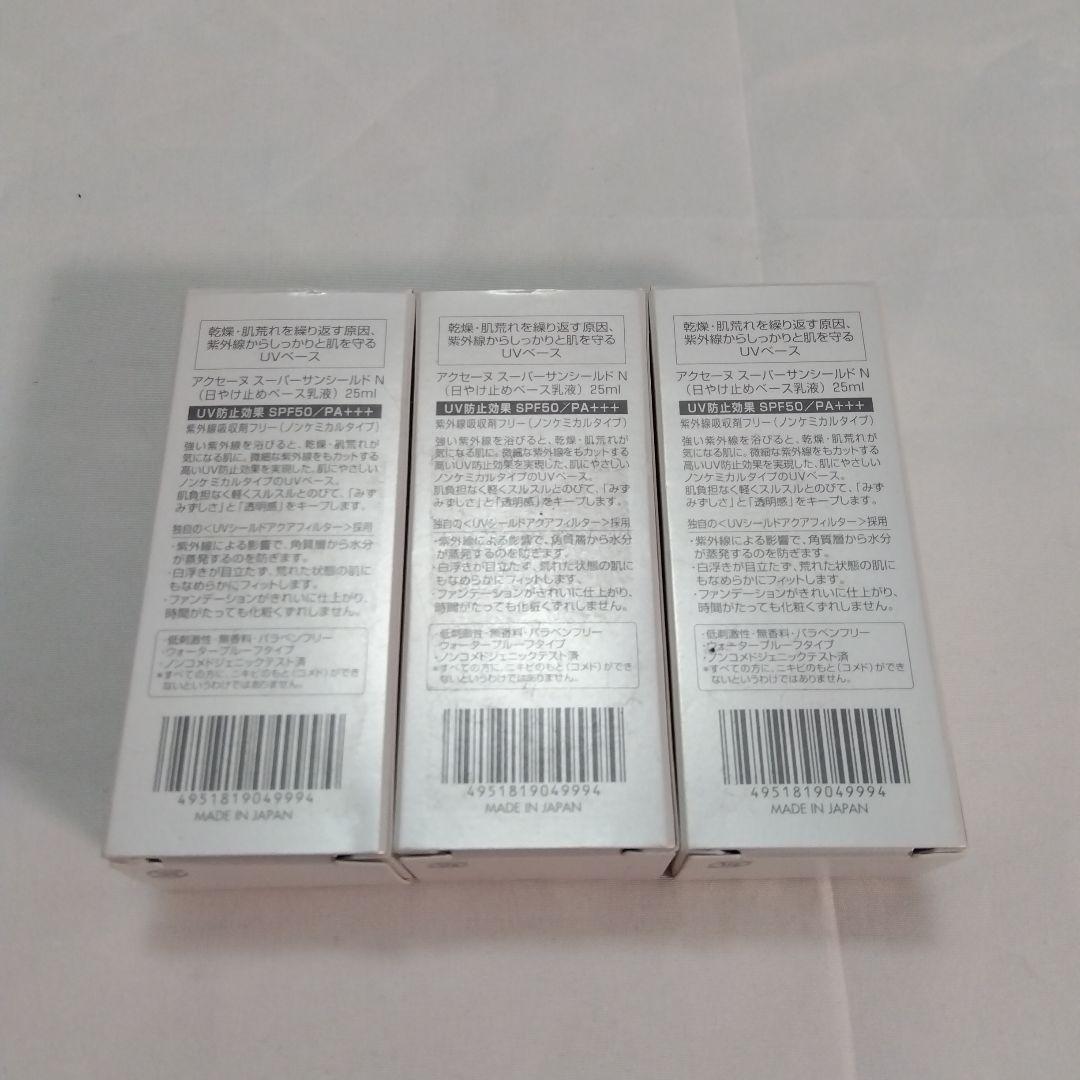 乾燥・肌荒れを繰り返す原因、
紫外線からしっかりと肌を守る
UVベース
アクセーヌ スーパーサンシールド N
（日やけ止めベース乳液）25ml
UV防止効果 SPF50／PA+++
紫外線吸収剤フリー（ノンケミカルタイプ）
強い紫外線を浴びると、乾燥・肌荒れが
気になる肌に。微細な紫外線をもカットする
高いUV防止効果を実現した、肌にやさしい
ノンケミカルタイプのUVベース。
肌負担なく軽くスルスルとのびて、「みず
みずしさ」と「透明感」をキープします。
独自の＜UVシールドアクアフィルター＞採用
・紫外線による影響で、角質層から水分
が蒸発するのを防ぎます。
・白浮きが目立たず、荒れた状態の肌に
もなめらかにフィットします。
・ファンデーションがきれいに仕上がり、
時間がたっても化粧くずれしません。
・低刺激性・無香料・パラベンフリー
・ウォータープルーフタイプ
・ノンコメドジェニックテスト済
＊すべての方に、ニキビのもと（コメド）ができ
ないというわけではありません。
4951819049994
MADE IN JAPAN
乾燥・肌荒れを繰り返す原因、
紫外線からしっかりと肌を守る
UVベース
アクセーヌ スーパーサンシールド N
（日やけ止めベース乳液）25ml
UV防止効果 SPF50／PA+++
紫外線吸収剤フリー（ノンケミカルタイプ）
強い紫外線を浴びると、乾燥・肌荒れが
気になる肌に。微細な紫外線をもカットする
高いUV防止効果を実現した、肌にやさしい
ノンケミカルタイプのUVベース。
肌負担なく軽くスルスルとのびて、「みず
みずしさ」と「透明感」をキープします。
独自の＜UVシールドアクアフィルター＞採用
・紫外線による影響で、角質層から水分
が蒸発するのを防ぎます。
・白浮きが目立たず、荒れた状態の肌に
もなめらかにフィットします。
・ファンデーションがきれいに仕上がり、
時間がたっても化粧くずれしません。
・低刺激性・無香料・パラベンフリー
・ウォータープルーフタイプ
・ノンコメドジェニックテスト済
＊すべての方に、ニキビのもと（コメド）ができ
ないというわけではありません。
4951819049994
MADE IN JAPAN
乾燥・肌荒れを繰り返す原因、
紫外線からしっかりと肌を守る
UVベース
アクセーヌ スーパーサンシールド N
（日やけ止めベース乳液）25ml
UV防止効果 SPF50／PA+++
紫外線吸収剤フリー（ノンケミカルタイプ）
強い紫外線を浴びると、乾燥・肌荒れが
気になる肌に。微細な紫外線をもカットする
高いUV防止効果を実現した、肌にやさしい
ノンケミカルタイプのUVベース。
肌負担なく軽くスルスルとのびて、「みず
みずしさ」と「透明感」をキープします。
独自の＜UVシールドアクアフィルター＞採用
・紫外線による影響で、角質層から水分
が蒸発するのを防ぎます。
・白浮きが目立たず、荒れた状態の肌に
もなめらかにフィットします。
・ファンデーションがきれいに仕上がり、
時間がたっても化粧くずれしません。
・低刺激性・無香料・パラベンフリー
・ウォータープルーフタイプ
・ノンコメドジェニックテスト済
＊すべての方に、ニキビのもと（コメド）ができ
ないというわけではありません。
4951819049994
MADE IN JAPAN